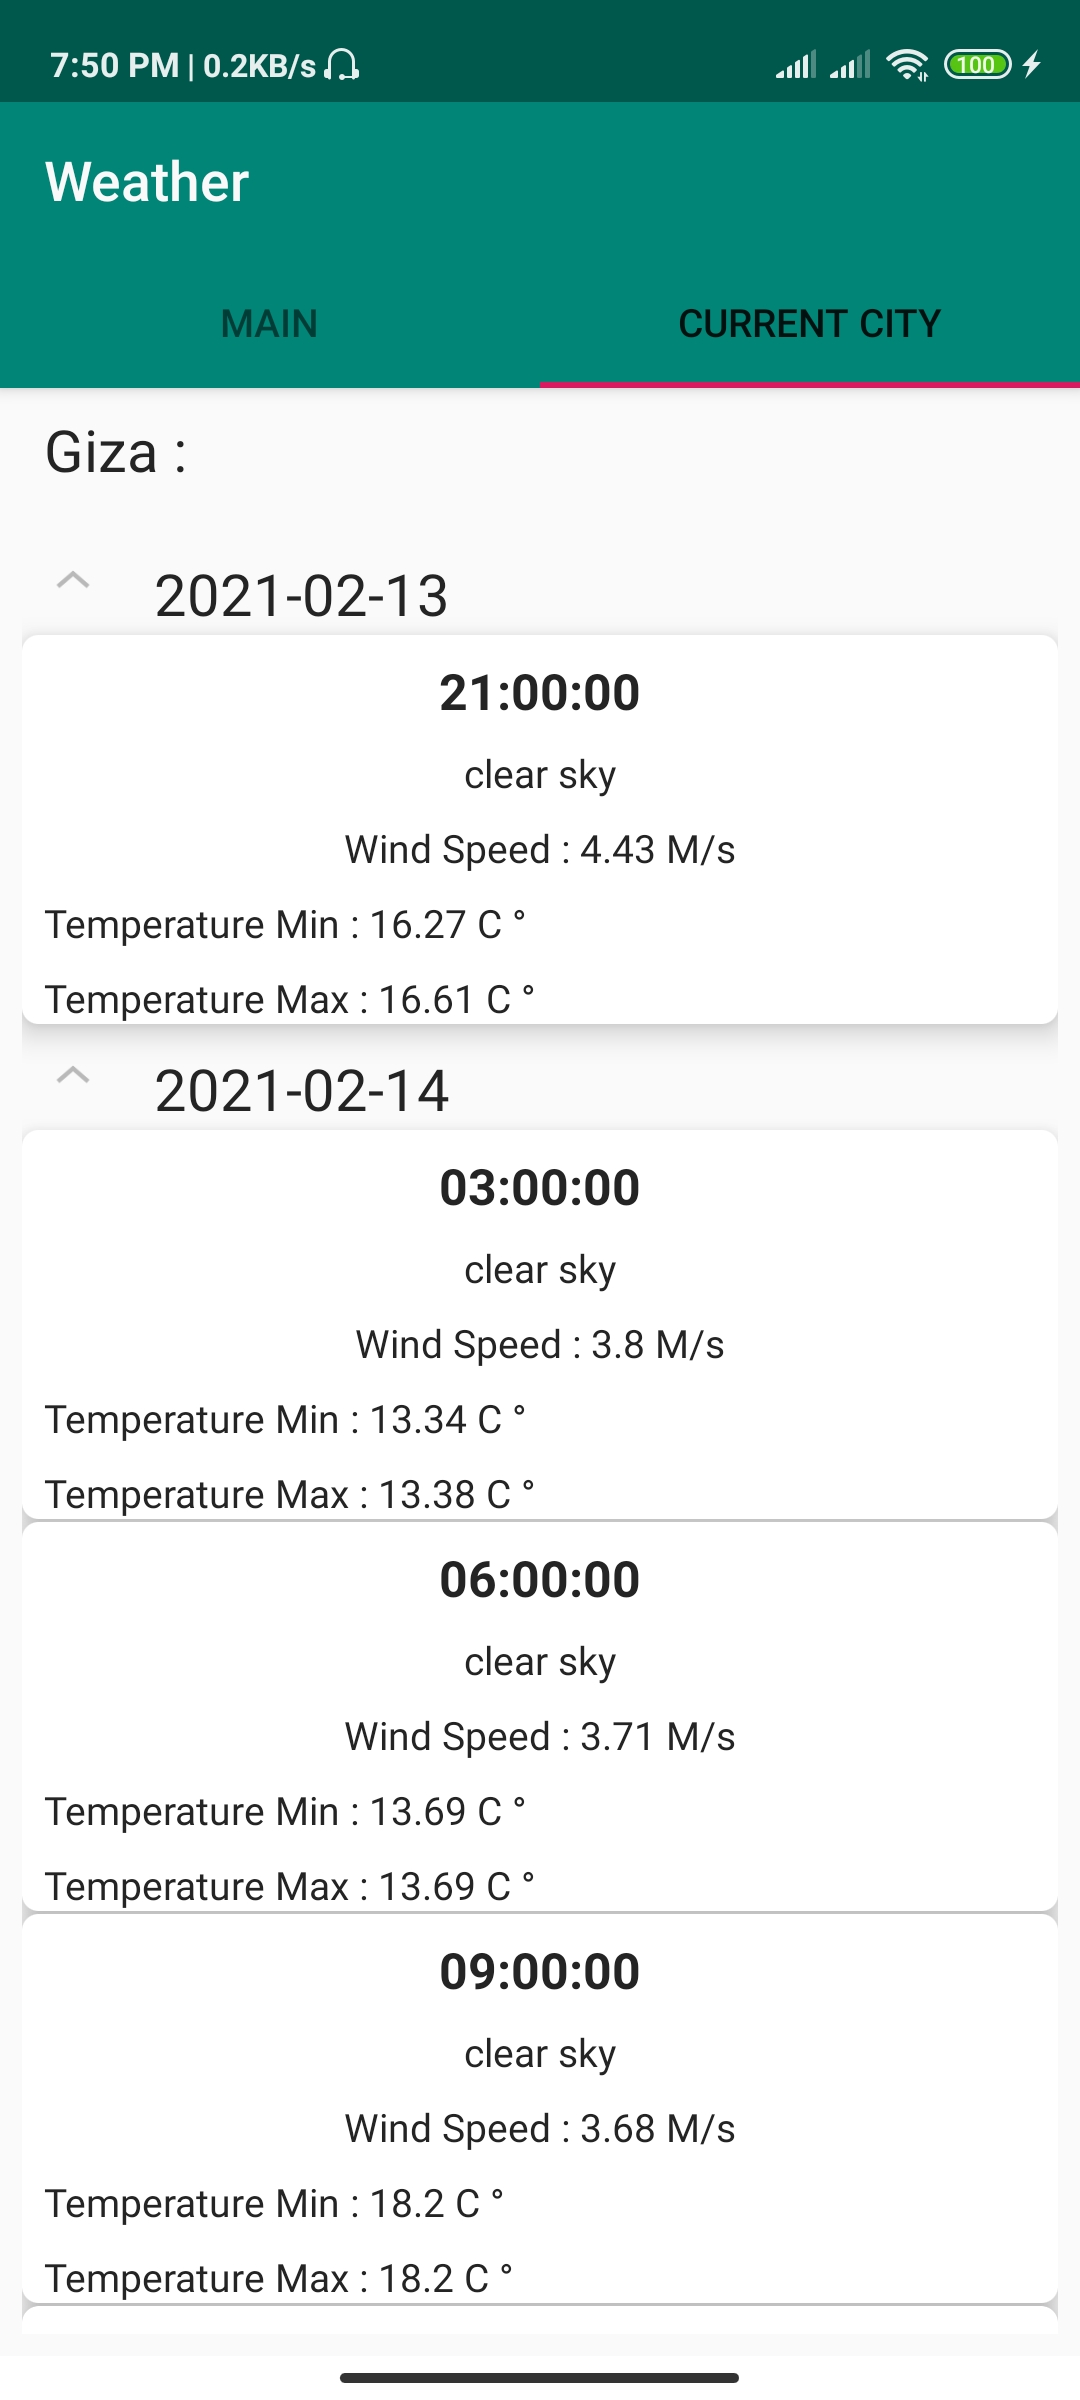 7:50 PM | 0.2KB/s 100
Weather
MAIN CURRENT CITY
Giza :
2021-02-13
21:00:00
clear sky
Wind Speed : 4.43 M/s
Temperature Min : 16.27 C °
Temperature Max : 16.61 C °
2021-02-14
03:00:00
clear sky
Wind Speed : 3.8 M/s
Temperature Min : 13.34 C °
Temperature Max : 13.38 C °
06:00:00
clear sky
Wind Speed : 3.71 M/s
Temperature Min : 13.69 C °
Temperature Max : 13.69 C °
09:00:00
clear sky
Wind Speed : 3.68 M/s
Temperature Min : 18.2 C °
Temperature Max : 18.2 C °